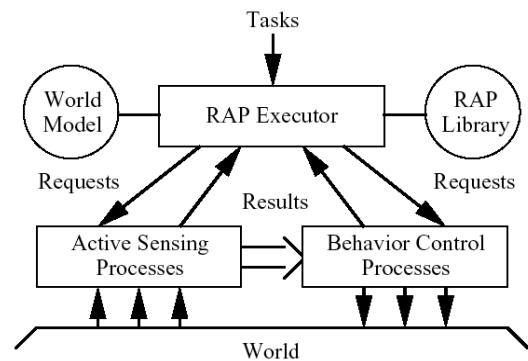 Tasks
World
Model
RAP Executor
RAP
Library
Requests
Requests
Results
Active Sensing
Processes
Behavior Control
Processes
World